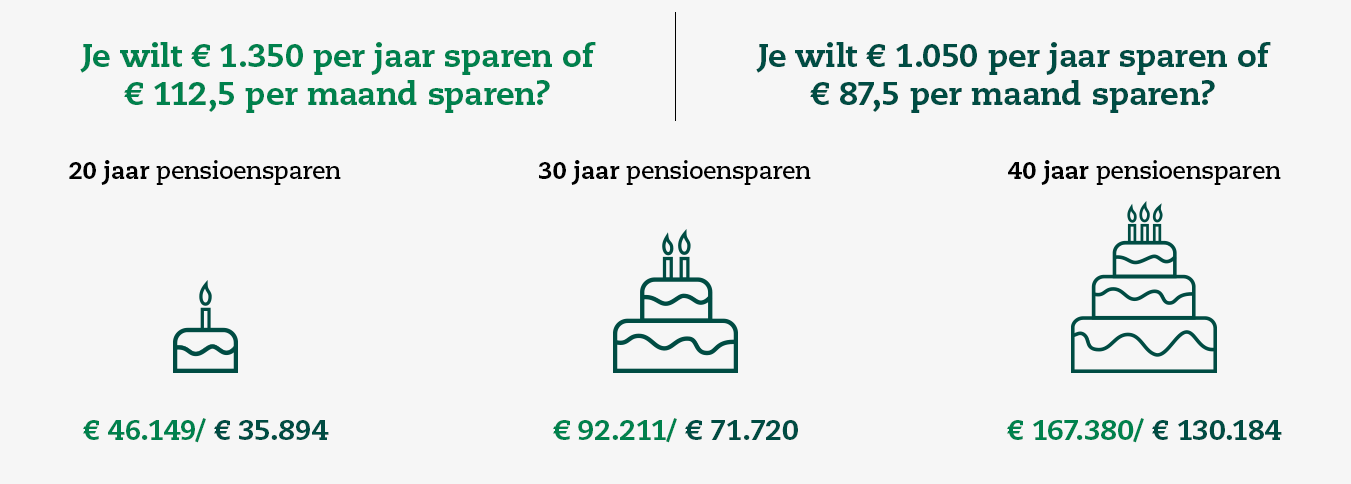 Je wilt € 1.350 per jaar sparen of
€ 112,5 per maand sparen?
Je wilt € 1.050 per jaar sparen of
€ 87,5 per maand sparen?
20 jaar pensioensparen
30 jaar pensioensparen
40 jaar pensioensparen
€ 46.149/ € 35.894
€ 92.211/ € 71.720
€ 167.380/ € 130.184